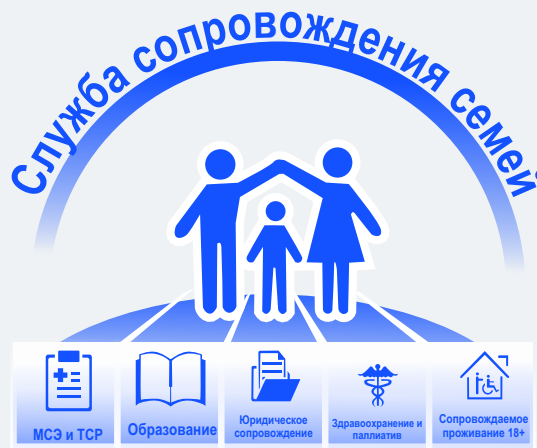 Служба сопровождения семей
МСЭ и ТСР
Образование
Юридическое
сопровождение
Здравоохранение и
паллиатив
Сопровождаемое
проживание 18+